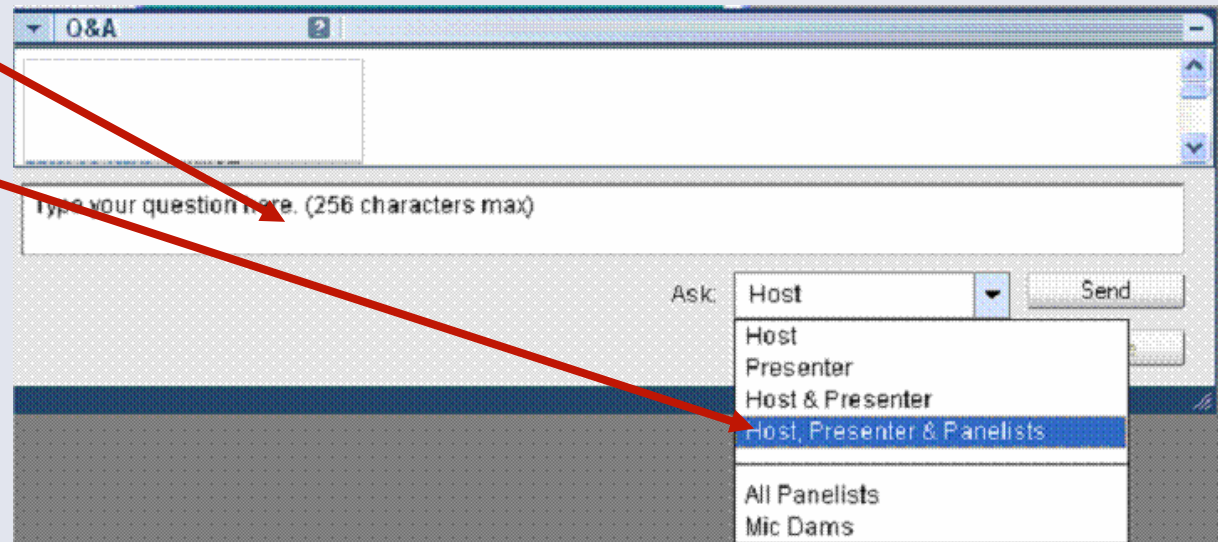 Q&A ?
Type your question here. (256 characters max)
Ask: Host Send
Host
Presenter
Host & Presenter
Host, Presenter & Panelists
All Panelists
Mic Dams